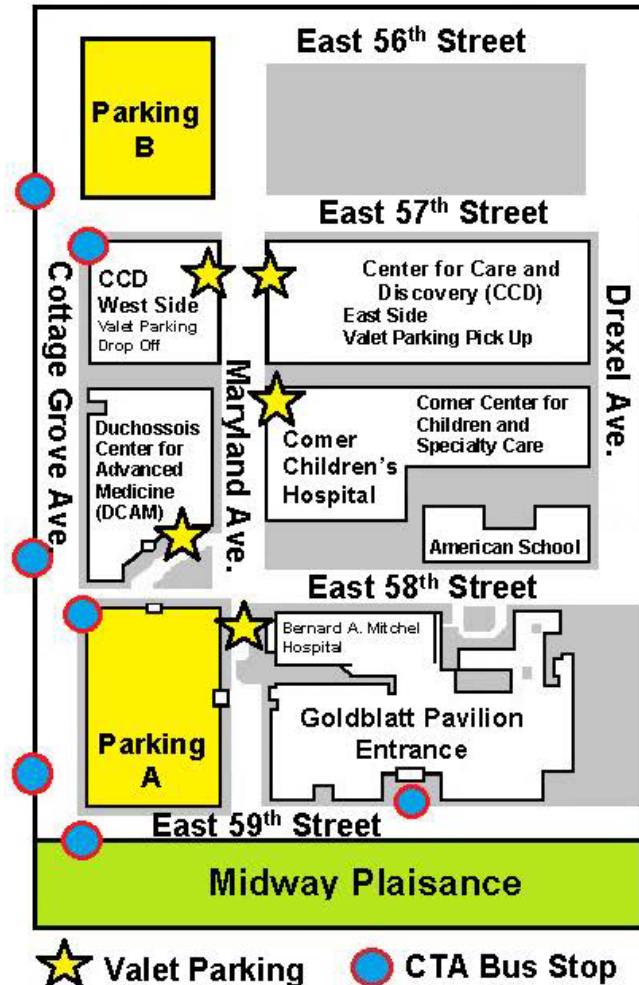 East 56th Street
Parking
B
East 57th Street
Cottage Grove Ave.
CCD
West Side
Valet Parking
Drop Off
Maryland Ave.
Center for Care and
Discovery (CCD)
East Side
Valet Parking Pick Up
Drexel Ave.
Duchossois
Center for
Advanced
Medicine
(DCAM)
Comer
Children's
Hospital
Comer Center for
Children and
Specialty Care
American School
East 58th Street
Bernard A. Mitchel
Hospital
Parking
A
Goldblatt Pavilion
Entrance
East 59th Street
Midway Plaisance
Valet Parking
CTA Bus Stop